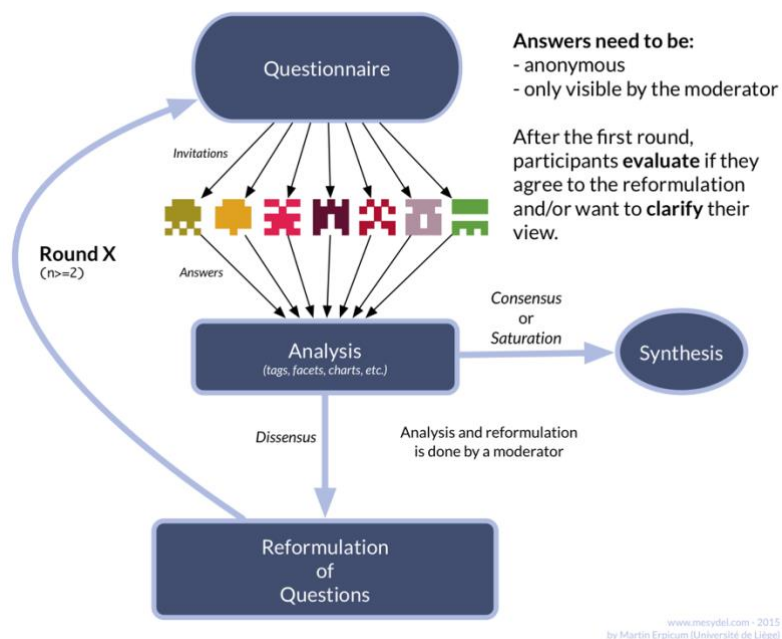 Questionnaire
Answers need to be:
- anonymous
- only visible by the moderator
After the first round,
participants evaluate if they
agree to the reformulation
and/or want to clarify their
view.
Invitations
Round X
(n>=2)
Answers
Consensus
or
Saturation
Analysis
(tags, facets, charts, etc.)
Synthesis
Dissensus
Analysis and reformulation
is done by a moderator
Reformulation
of
Questions
www.mesydel.com - 2015
by Martin Erpicum (Université de Liège)